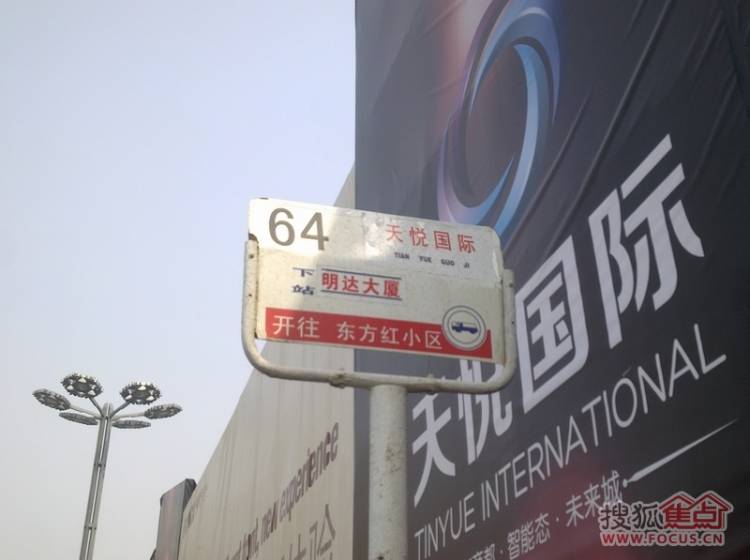 64
天悦国际
TIAN YUE GUO JI
下站
明达大厦
开往 东方红小区
天悦国际
TINYUE INTERNATIONAL
智能态·未来城
new experience
搜狐焦点
WWW.FOCUS.CN